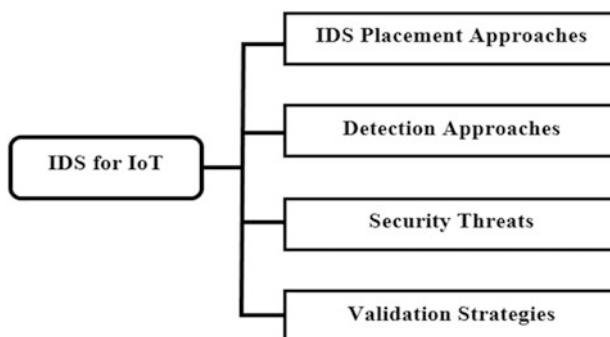 IDS Placement Approaches
Detection Approaches
IDS for IoT
Security Threats
Validation Strategies